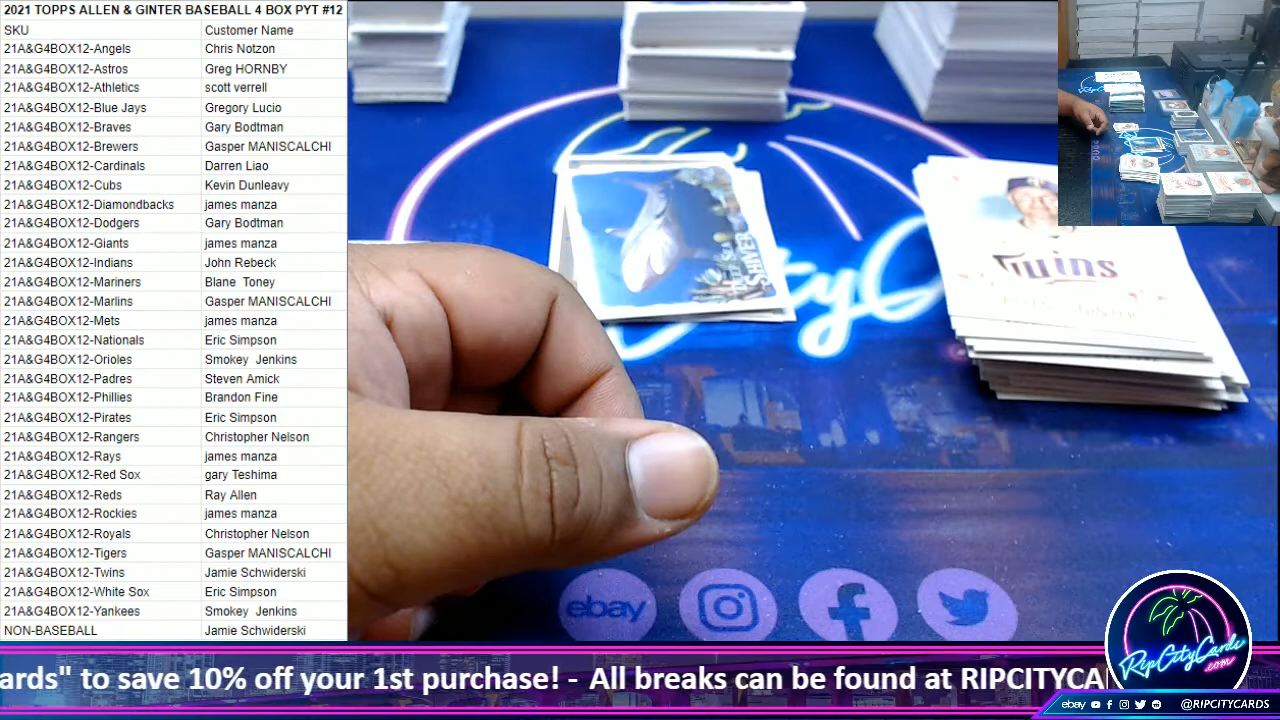 2021 TOPPS ALLEN & GINTER BASEBALL 4 BOX PYT #12
SKU Customer Name
21A&G4BOX12-Angels Chris Notzon
21A&G4BOX12-Astros Greg HORNBY
21A&G4BOX12-Athletics scott verrell
21A&G4BOX12-Blue Jays Gregory Lucio
21A&G4BOX12-Braves Gary Bodtman
21A&G4BOX12-Brewers Gasper MANISCALCHI
21A&G4BOX12-Cardinals Darren Liao
21A&G4BOX12-Cubs Kevin Dunleavy
21A&G4BOX12-Diamondbacks james manza
21A&G4BOX12-Dodgers Gary Bodtman
21A&G4BOX12-Giants james manza
21A&G4BOX12-Indians John Rebeck
21A&G4BOX12-Mariners Blane Toney
21A&G4BOX12-Marlins Gasper MANISCALCHI
21A&G4BOX12-Mets james manza
21A&G4BOX12-Nationals Eric Simpson
21A&G4BOX12-Orioles Smokey Jenkins
21A&G4BOX12-Padres Steven Amick
21A&G4BOX12-Phillies Brandon Fine
21A&G4BOX12-Pirates Eric Simpson
21A&G4BOX12-Rangers Christopher Nelson
21A&G4BOX12-Rays james manza
21A&G4BOX12-Red Sox gary Teshima
21A&G4BOX12-Reds Ray Allen
21A&G4BOX12-Rockies james manza
21A&G4BOX12-Royals Christopher Nelson
21A&G4BOX12-Tigers Gasper MANISCALCHI
21A&G4BOX12-Twins Jamie Schwiderski
21A&G4BOX12-White Sox Eric Simpson
21A&G4BOX12-Yankees Smokey Jenkins
NON-BASEBALL Jamie Schwiderski
DEEP SEA
SHIVER
Twins
ty C
ebay
ards" to save 10% off your 1st purchase! - All breaks can be found at RIPCITYCA
RipCityCards
.com
ebay @RIPCITYCARDS